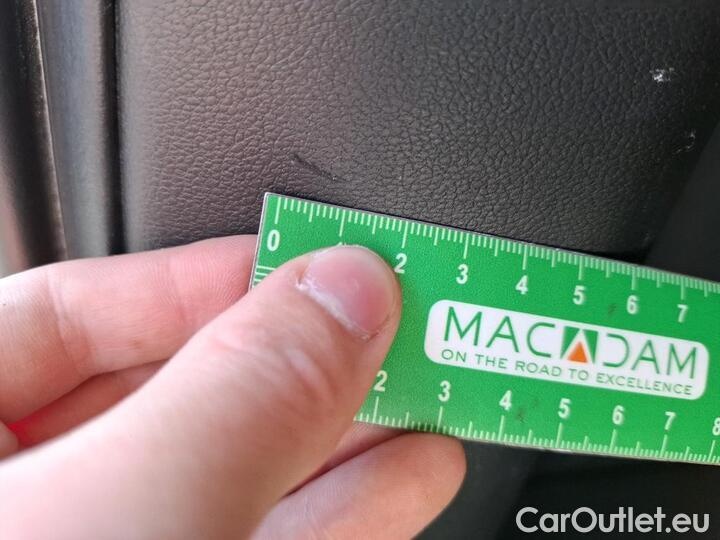 0 2 3 4 5 6 7
MACADAM
ON THE ROAD TO EXCELLENCE
2 3 4 5 6 7 8
CarOutlet.eu